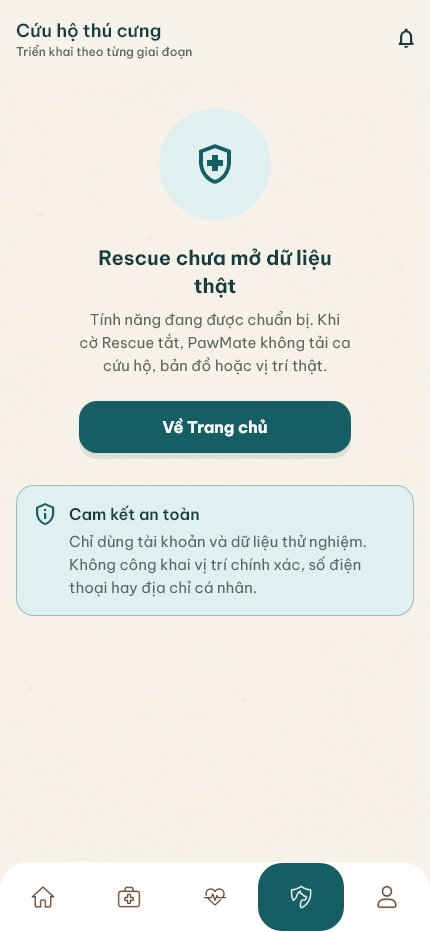 Cứu hộ thú cưng
Triển khai theo từng giai đoạn
Rescue chưa mở dữ liệu
thật
Tính năng đang được chuẩn bị. Khi
cờ Rescue tắt, PawMate không tải ca
cứu hộ, bản đồ hoặc vị trí thật.
Về Trang chủ
Cam kết an toàn
Chỉ dùng tài khoản và dữ liệu thử nghiệm.
Không công khai vị trí chính xác, số điện
thoại hay địa chỉ cá nhân.